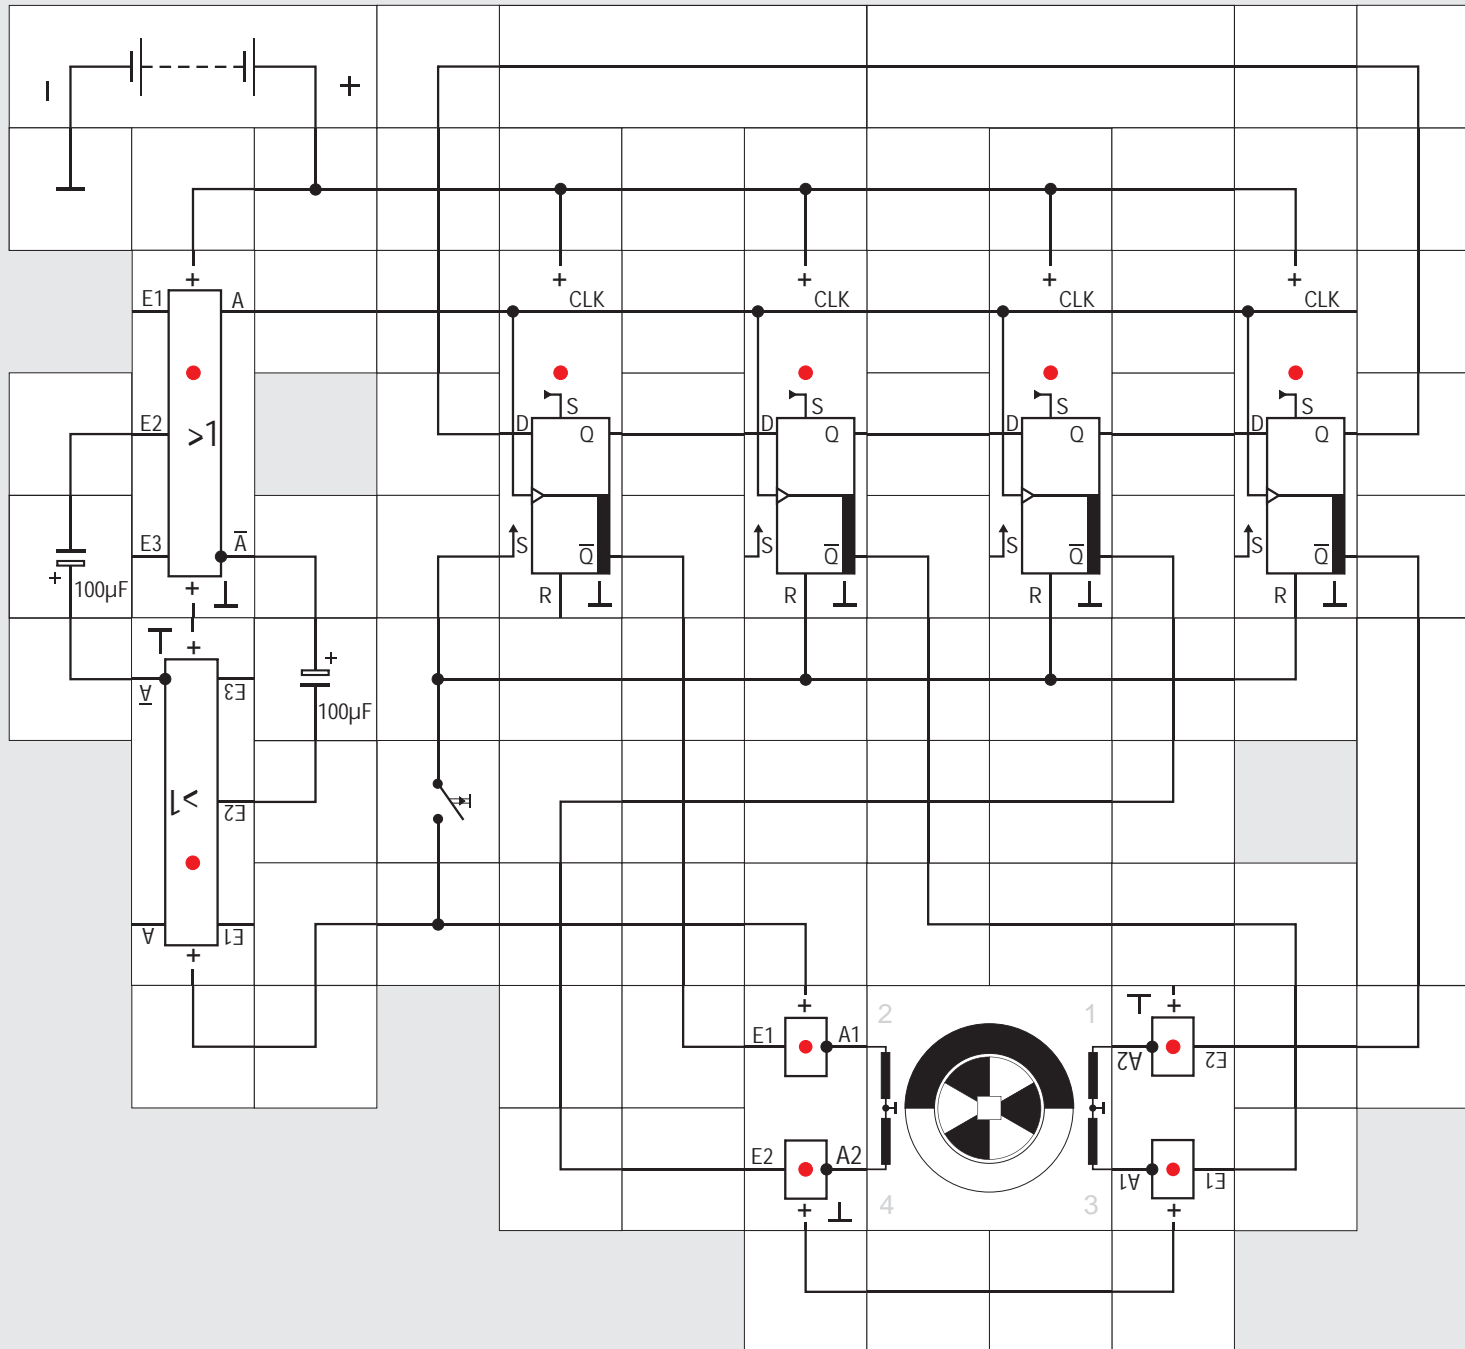 − +
+ + + + +
E1 A CLK CLK CLK CLK
S S S S
E2 >1 D Q D Q D Q D Q
E3 A̅ S Q̅ S Q̅ S Q̅ S Q̅
+ 100µF + R R R R
+ +
A̅ E3
100µF
>1 E2
A E1
+ + +
2 1
E1 A1 A2 E2
E2 A2 A1 E1
4 3
+ +